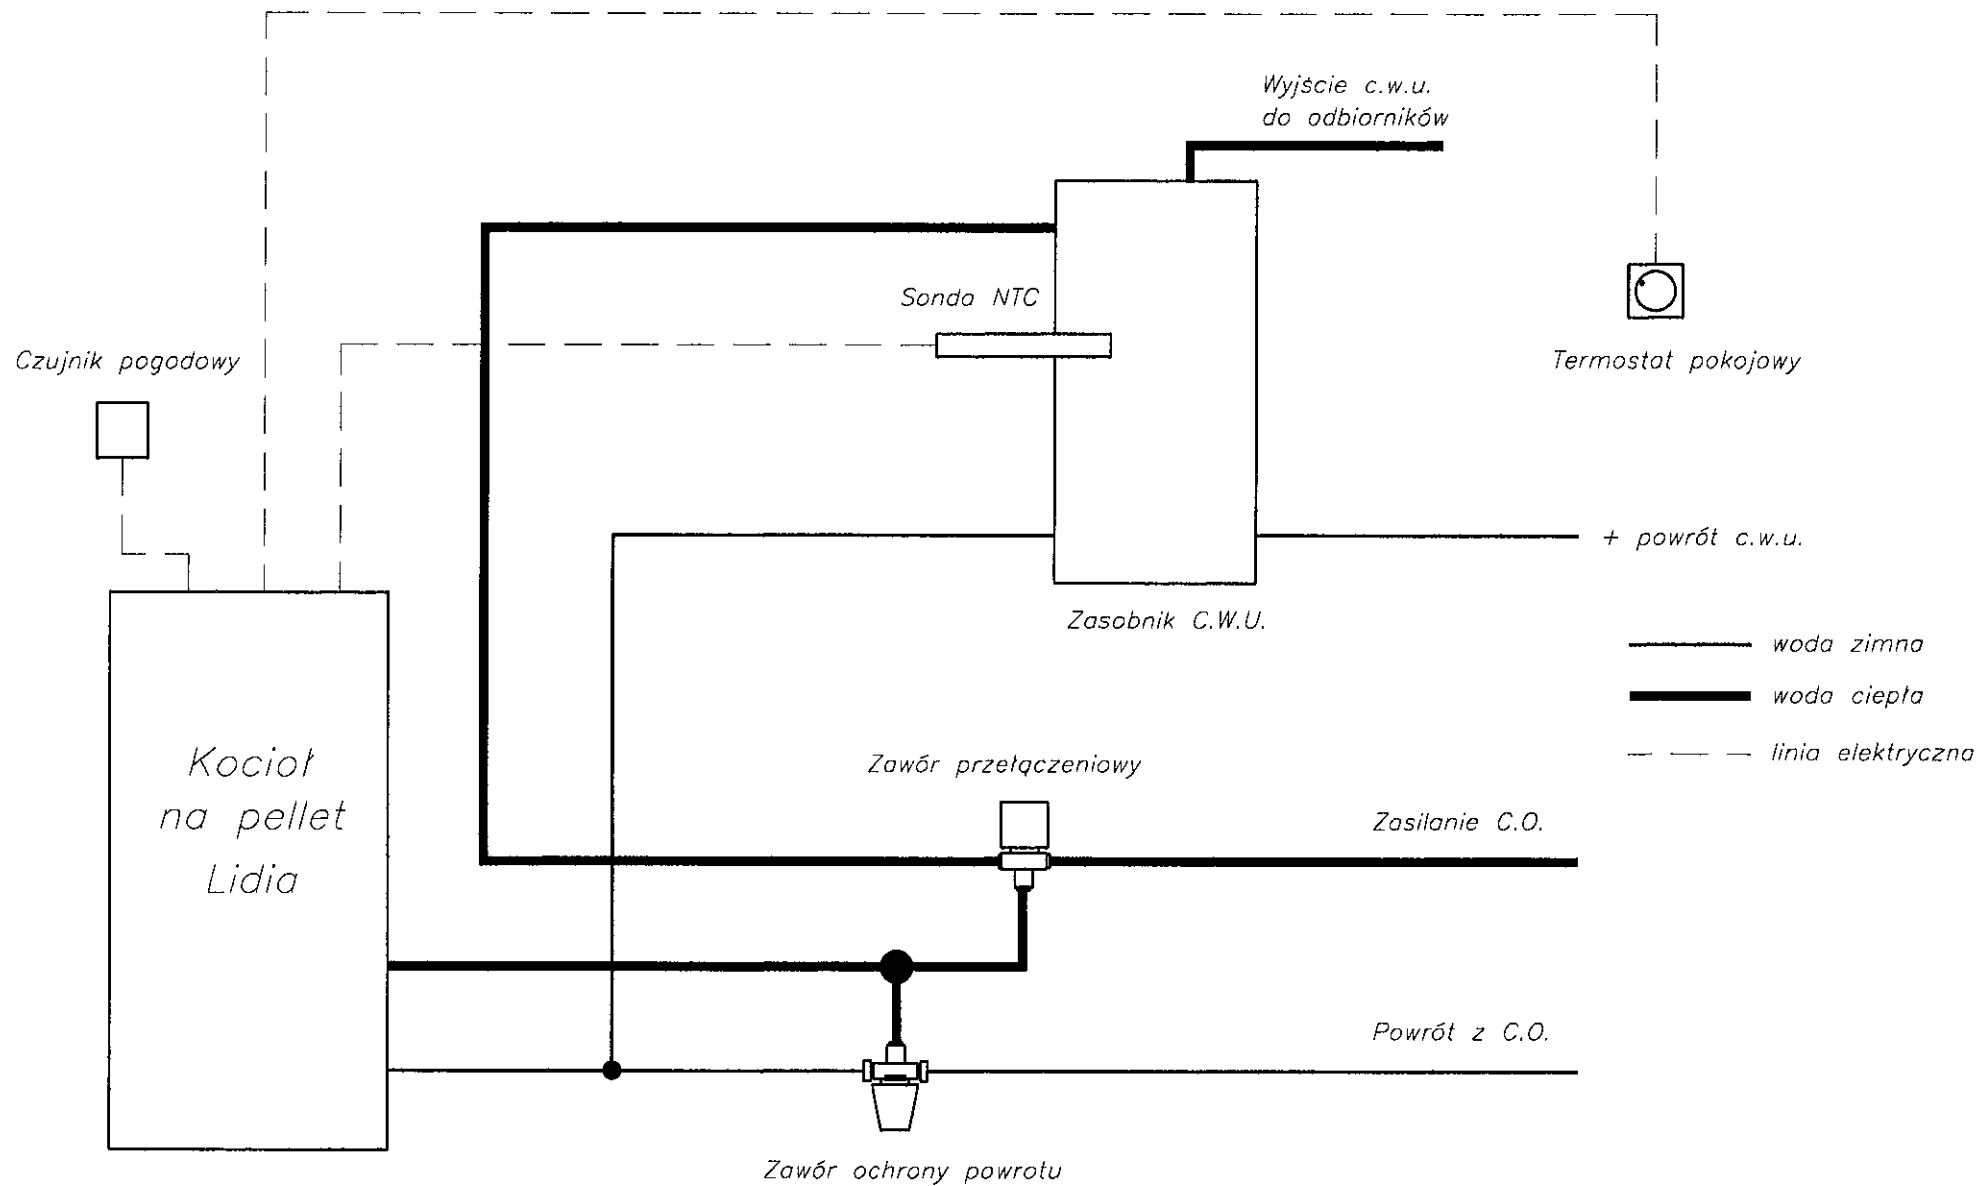 Wyjście c.w.u.
do odbiorników
Sonda NTC
Czujnik pogodowy
Termostat pokojowy
+ powrót c.w.u.
Zasobnik C.W.U.
woda zimna
woda ciepła
linia elektryczna
Kocioł
na pellet
Lidia
Zawór przełączeniowy
Zasilanie C.O.
Powrót z C.O.
Zawór ochrony powrotu